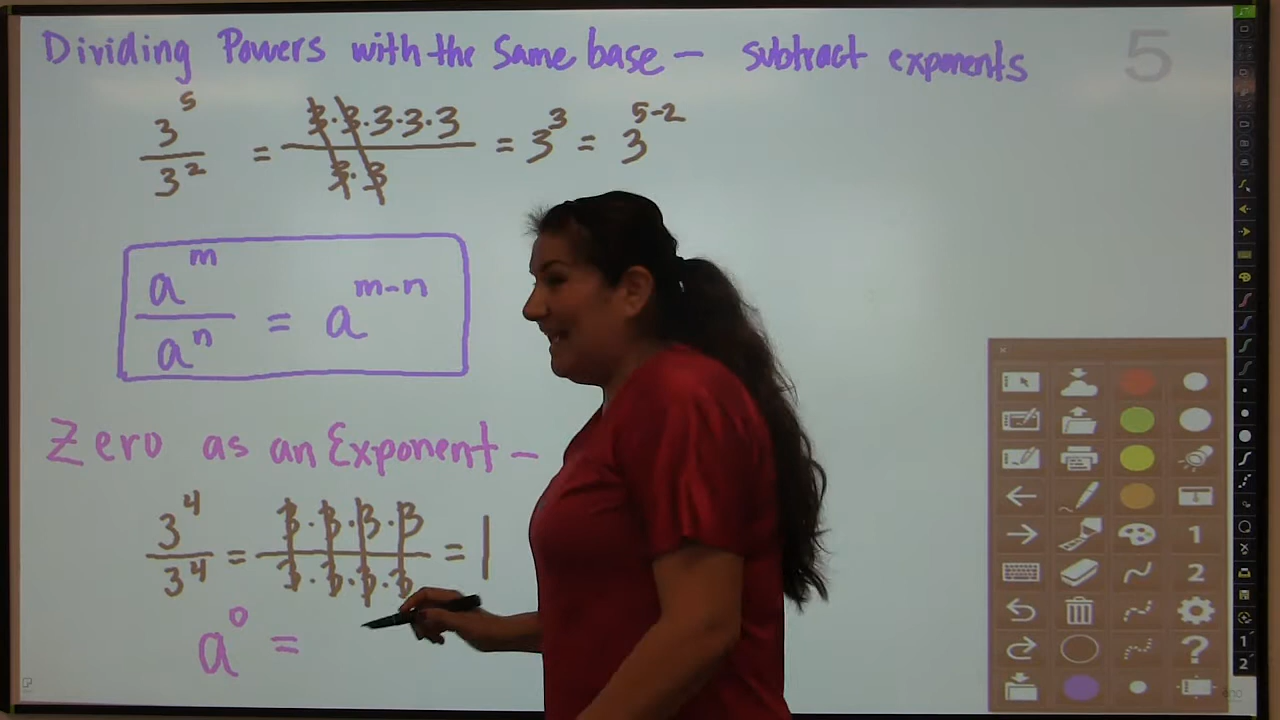 Dividing Powers with the same base – subtract exponents
5
3^5/3^2 = 3·3·3·3·3/3·3 = 3^3 = 3^5-2
a^m/a^n = a^m-n
Zero as an Exponent –
3^4/3^4 = 3·3·3·3/3·3·3·3 = 1
a^0 =
1
2
?
1
2